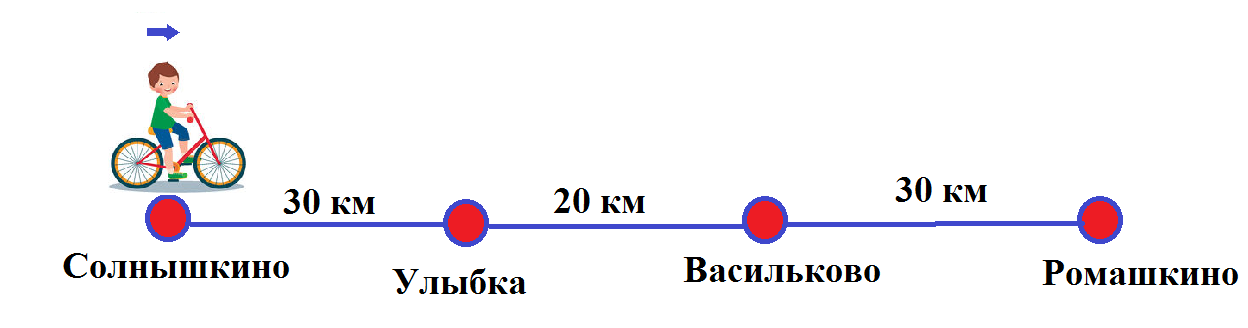 30 км
20 км
30 км
Солнышкино
Улыбка
Васильково
Ромашкино